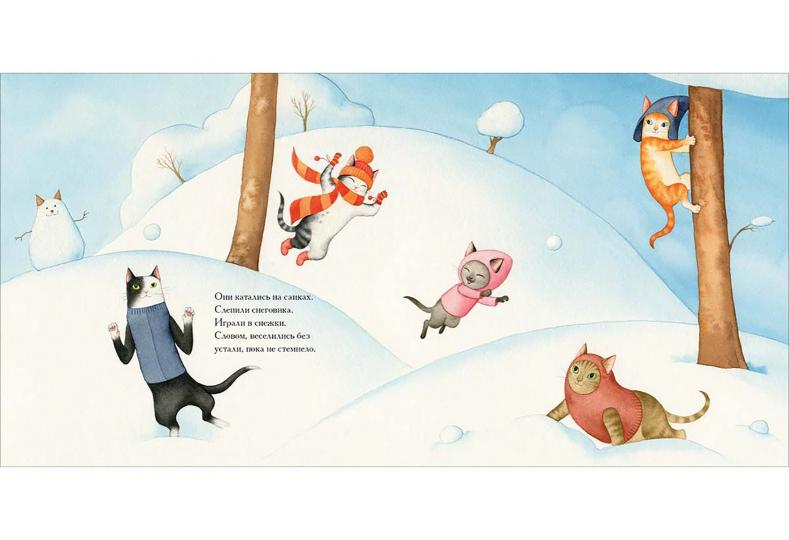 Они катались на санках.
Слепили снеговика.
Играли в снежки.
Словом, веселились без
устали, пока не стемнело.